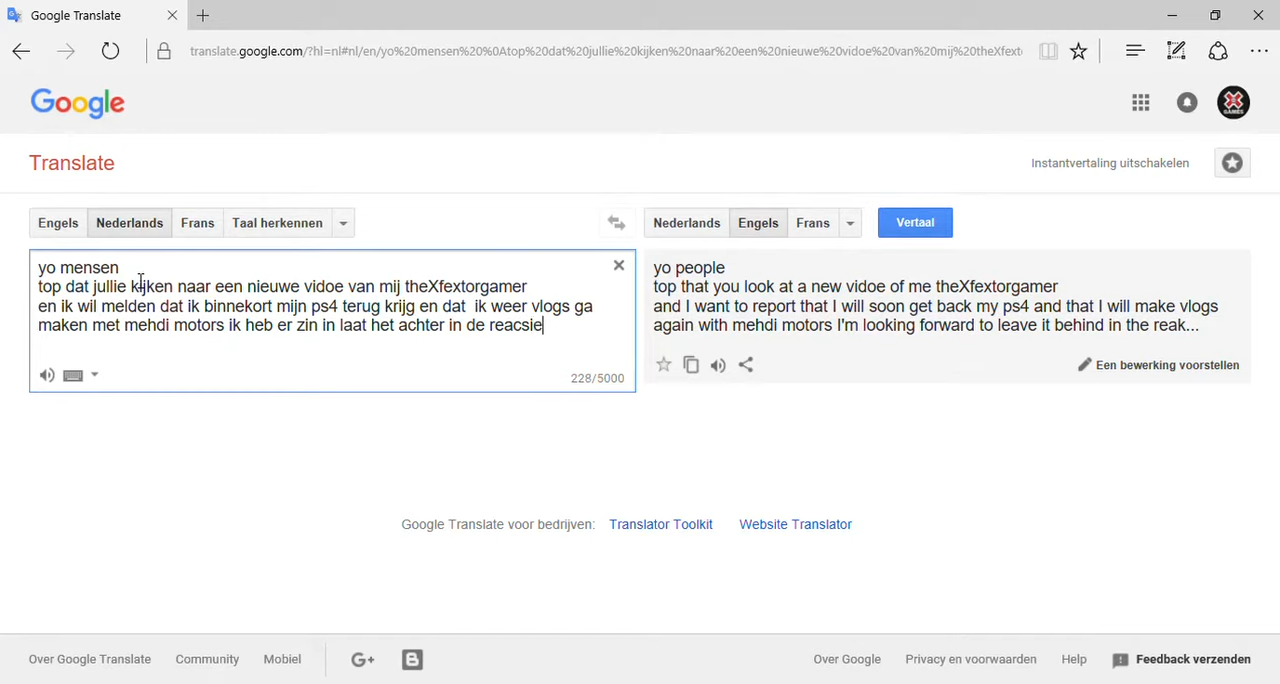 Google Translate
translate.google.com/?hl=nl#nl/en/yo%20mensen%20%0Atop%20dat%20jullie%20kijken%20naar%20een%20nieuwe%20vidoe%20van%20mij%20theXfexto
Google
GAMES
Translate
Instantvertaling uitschakelen
Engels Nederlands Frans Taal herkennen
Nederlands Engels Frans Vertaal
yo mensen
top dat jullie kijken naar een nieuwe vidoe van mij theXfextorgamer
en ik wil melden dat ik binnekort mijn ps4 terug krijg en dat ik weer vlogs ga
maken met mehdi motors ik heb er zin in laat het achter in de reacsie
228/5000
yo people
top that you look at a new vidoe of me theXfextorgamer
and I want to report that I will soon get back my ps4 and that I will make vlogs
again with mehdi motors I'm looking forward to leave it behind in the reak...
Een bewerking voorstellen
Google Translate voor bedrijven: Translator Toolkit Website Translator
Over Google Translate Community Mobiel G+ B Over Google Privacy en voorwaarden Help Feedback verzenden